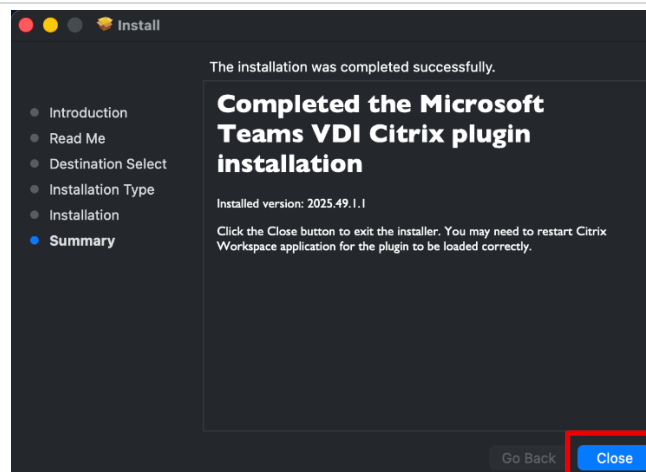 Install
The installation was completed successfully.
Introduction
Read Me
Destination Select
Installation Type
Installation
Summary
Completed the Microsoft
Teams VDI Citrix plugin
installation
Installed version: 2025.49.1.1
Click the Close button to exit the installer. You may need to restart Citrix
Workspace application for the plugin to be loaded correctly.
Go Back
Close